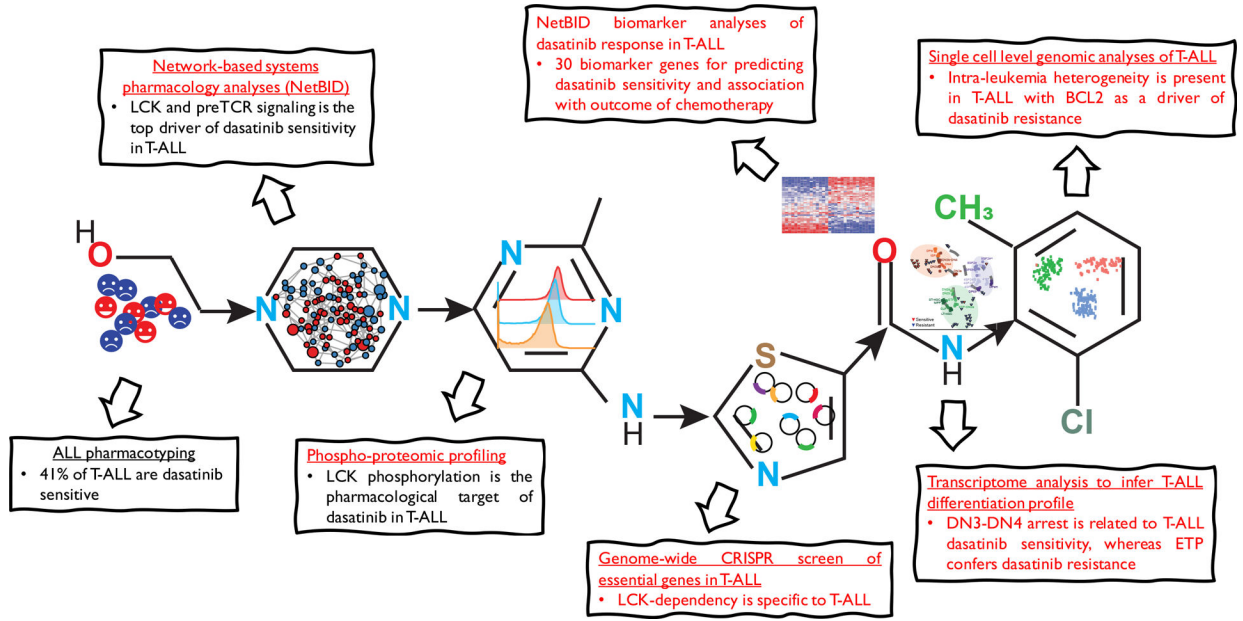 Network-based systems
pharmacology analyses (NetBID)
• LCK and preTCR signaling is the
top driver of dasatinib sensitivity
in T-ALL
NetBID biomarker analyses of
dasatinib response in T-ALL
• 30 biomarker genes for predicting
dasatinib sensitivity and association
with outcome of chemotherapy
Single cell level genomic analyses of T-ALL
• Intra-leukemia heterogeneity is present
in T-ALL with BCL2 as a driver of
dasatinib resistance
H
O
N
N
N
N
N
H
S
N
O
N
H
CH3
Cl
Sensitive
Resistant
ALL pharmacotyping
• 41% of T-ALL are dasatinib
sensitive
Phospho-proteomic profiling
• LCK phosphorylation is the
pharmacological target of
dasatinib in T-ALL
Genome-wide CRISPR screen of
essential genes in T-ALL
• LCK-dependency is specific to T-ALL
Transcriptome analysis to infer T-ALL
differentiation profile
• DN3-DN4 arrest is related to T-ALL
dasatinib sensitivity, whereas ETP
confers dasatinib resistance